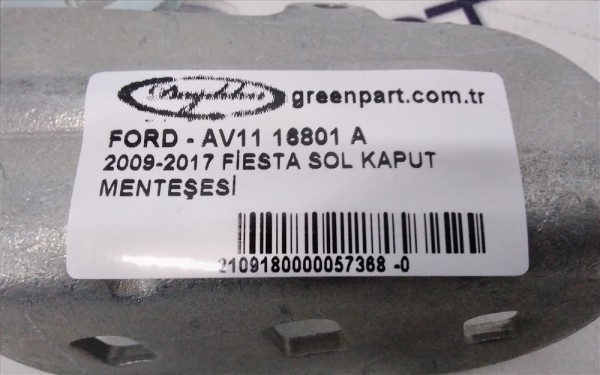 greenpart.com.tr
FORD - AV11 16801 A
2009-2017 FİESTA SOL KAPUT
MENTEŞESİ
2109180000057368 -0